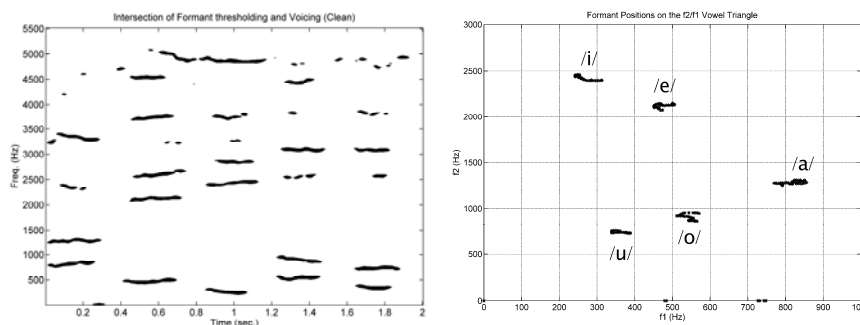 Intersection of Formant thresholding and Voicing (Clean)
5500
5000
4500
4000
3500
3000
2500
2000
1500
1000
500
Freq. (Hz)
0.2 0.4 0.6 0.8 1 1.2 1.4 1.6 1.8 2
Time (sec.)
Formant Positions on the f2/f1 Vowel Triangle
3000
2500
2000
1500
1000
500
0
f2 (Hz)
/i/
/e/
/a/
/o/
/u/
0 100 200 300 400 500 600 700 800 900 1000
f1 (Hz)